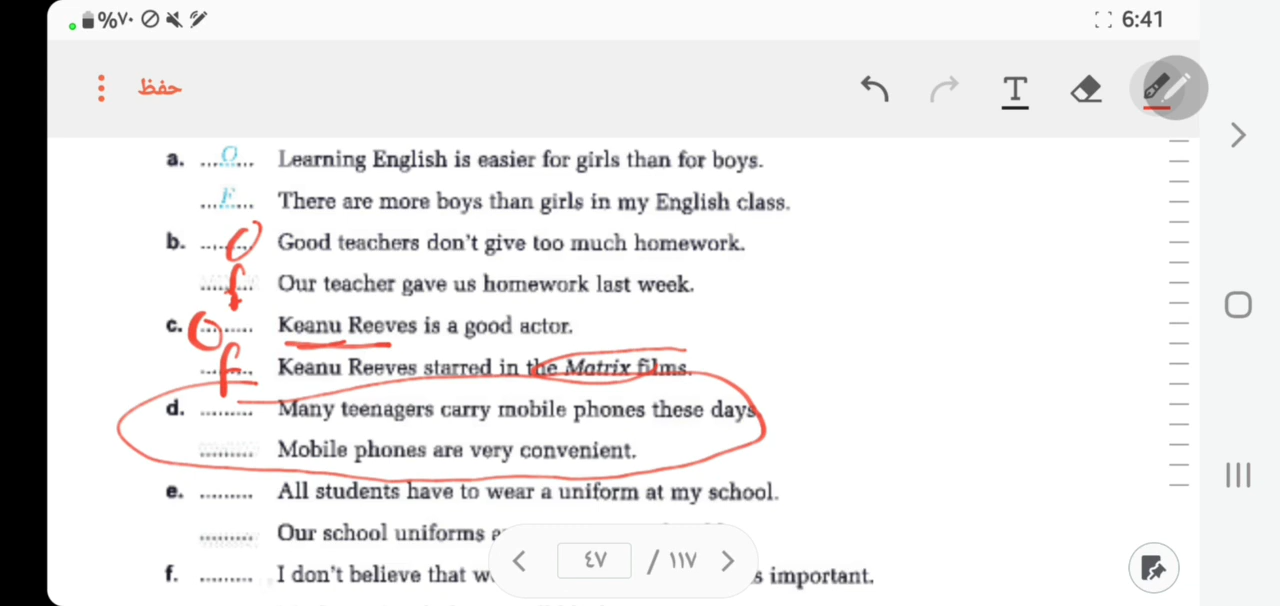 %٧٠ 6:41
حفظ T
a. ...O... Learning English is easier for girls than for boys.
...F... There are more boys than girls in my English class.
b. ...O... Good teachers don't give too much homework.
...f... Our teacher gave us homework last week.
c. ...O... Keanu Reeves is a good actor.
...f... Keanu Reeves starred in the Matrix films.
d. ......... Many teenagers carry mobile phones these days
......... Mobile phones are very convenient.
e. ......... All students have to wear a uniform at my school.
......... Our school uniforms
٤٧ / ١١٧
f. ......... I don't believe that important.